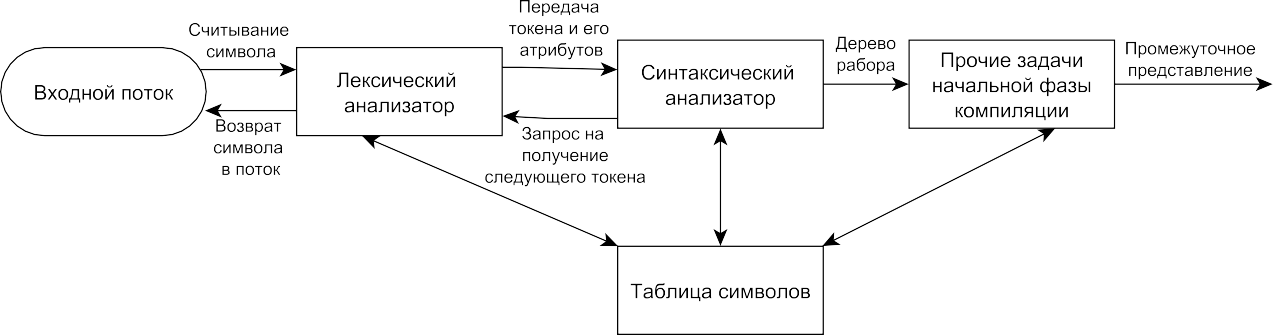 Входной поток
Считывание
символа
Возврат
символа
в поток
Лексический
анализатор
Передача
токена и его
атрибутов
Запрос на
получение
следующего токена
Синтаксический
анализатор
Дерево
рабора
Прочие задачи
начальной фазы
компиляции
Промежуточное
представление
Таблица символов